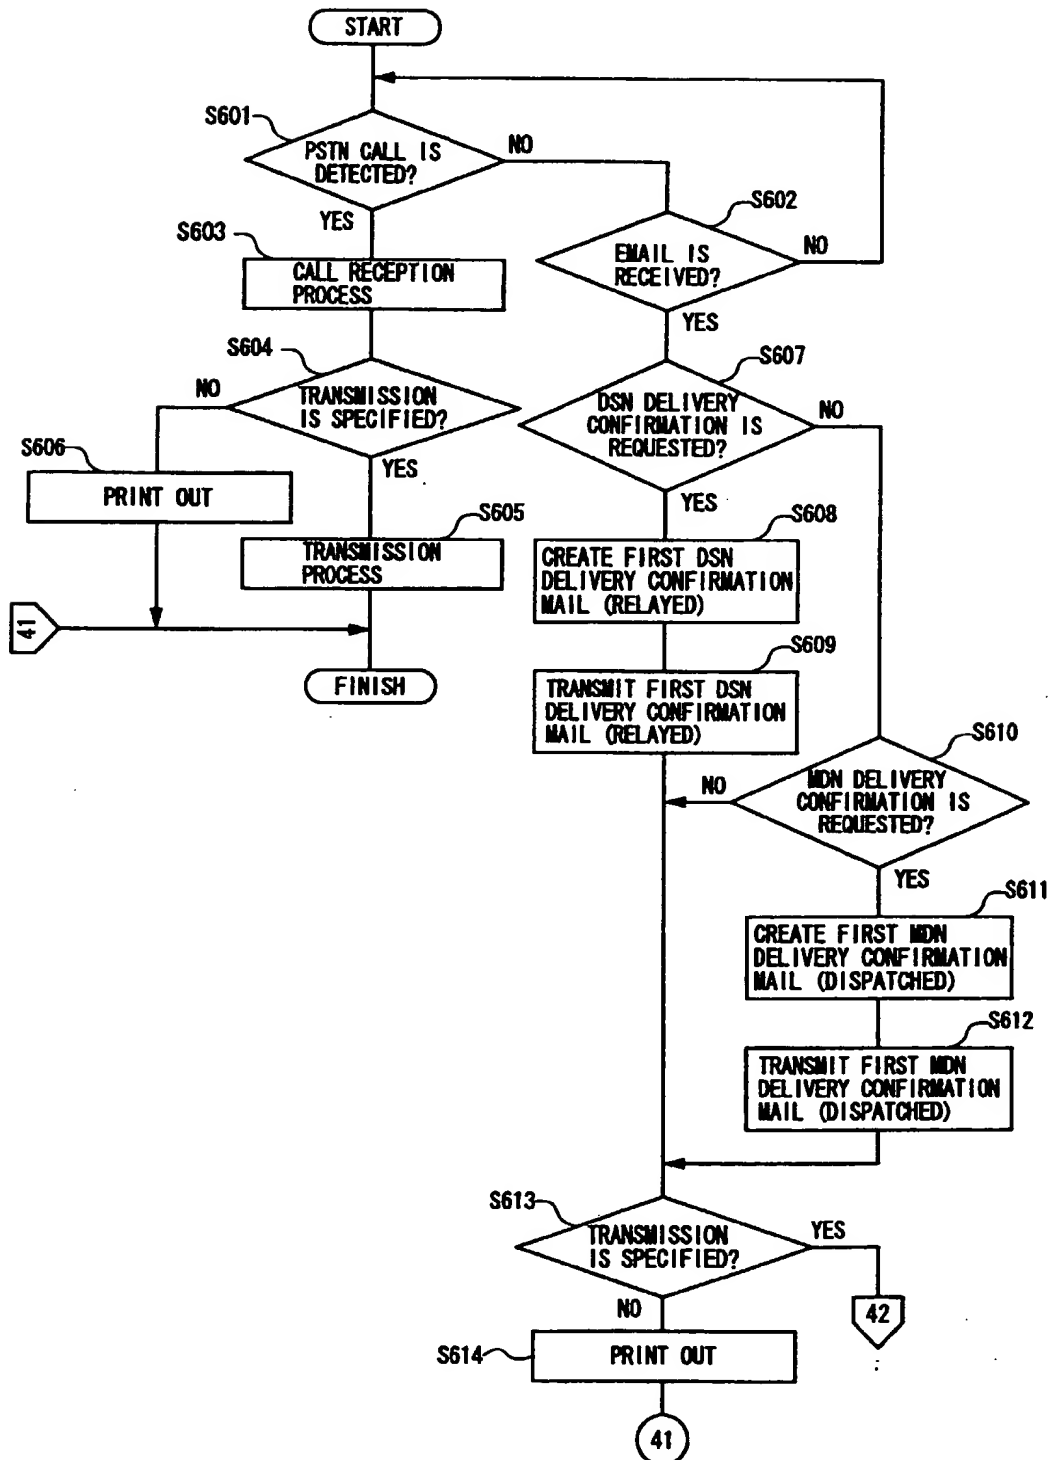 START
S601
PSTN CALL IS
DETECTED?
NO
YES
S602
EMAIL IS
RECEIVED?
NO
YES
S603
CALL RECEPTION
PROCESS
S604
TRANSMISSION
IS SPECIFIED?
NO
YES
S606
PRINT OUT
S605
TRANSMISSION
PROCESS
41
FINISH
S607
DSN DELIVERY
CONFIRMATION IS
REQUESTED?
NO
YES
S608
CREATE FIRST DSN
DELIVERY CONFIRMATION
MAIL (RELAYED)
S609
TRANSMIT FIRST DSN
DELIVERY CONFIRMATION
MAIL (RELAYED)
S610
MDN DELIVERY
CONFIRMATION IS
REQUESTED?
NO
YES
S611
CREATE FIRST MDN
DELIVERY CONFIRMATION
MAIL (DISPATCHED)
S612
TRANSMIT FIRST MDN
DELIVERY CONFIRMATION
MAIL (DISPATCHED)
S613
TRANSMISSION
IS SPECIFIED?
YES
NO
42
S614
PRINT OUT
41